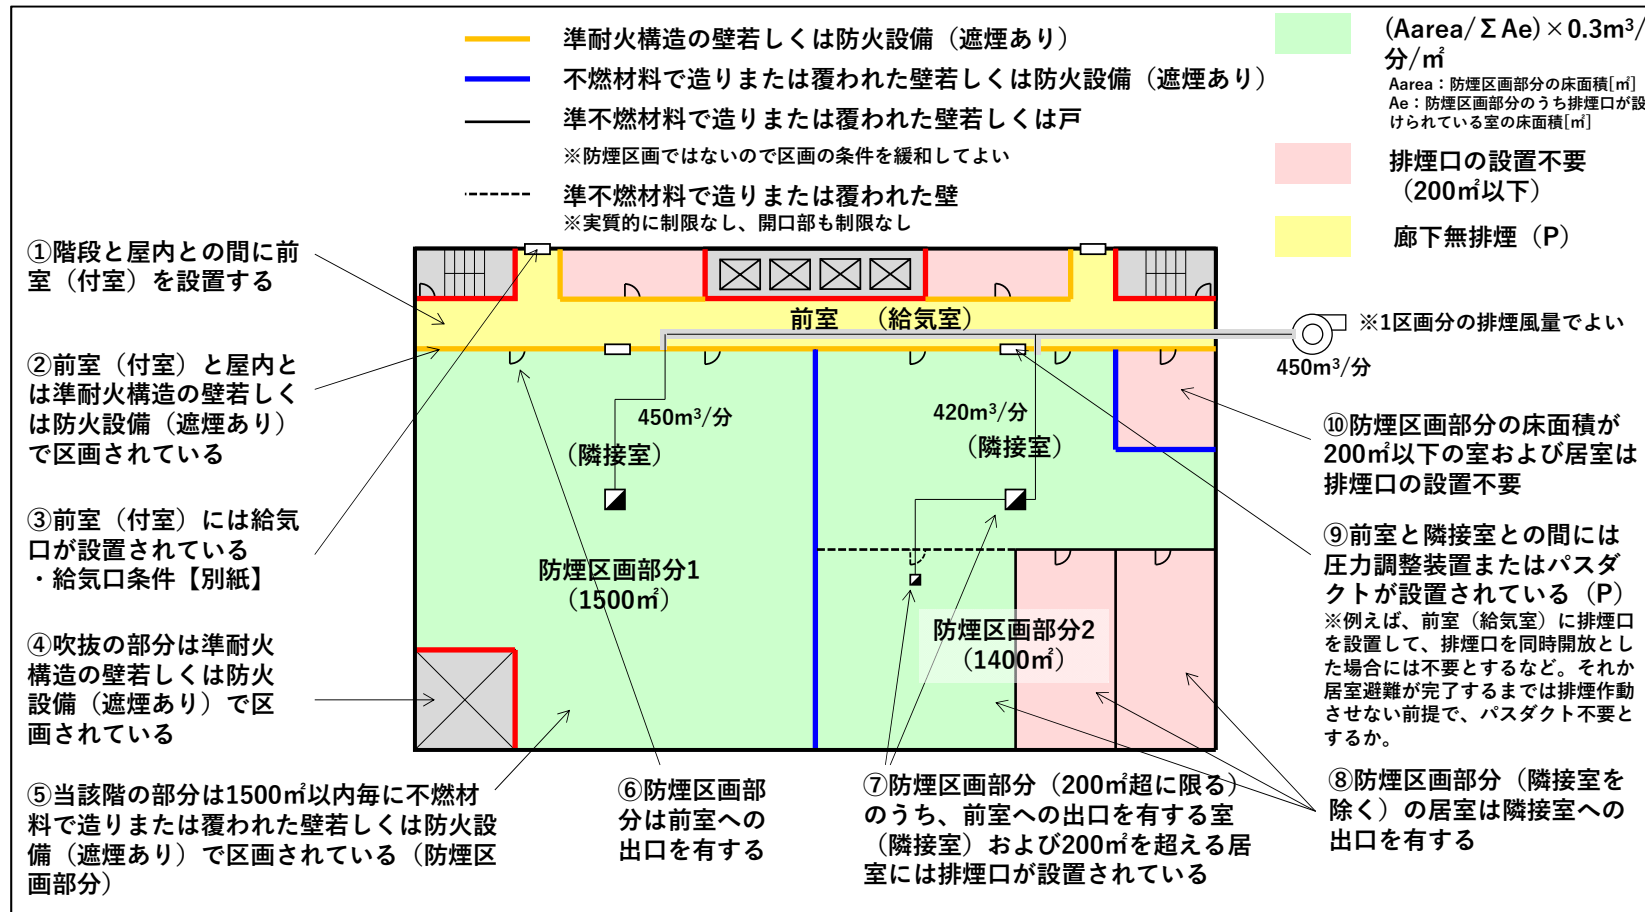 準耐火構造の壁若しくは防火設備（遮煙あり）
不燃材料で造りまたは覆われた壁若しくは防火設備（遮煙あり）
準不燃材料で造りまたは覆われた壁若しくは戸
※防煙区画ではないので区画の条件を緩和してよい
準不燃材料で造りまたは覆われた壁
※実質的に制限なし、開口部も制限なし
(Aarea/ΣAe)×0.3m³/
分/㎡
Aarea：防煙区画部分の床面積[㎡]
Ae：防煙区画部分のうち排煙口が設
けられている室の床面積[㎡]
排煙口の設置不要
（200㎡以下）
廊下無排煙（P）
①階段と屋内との間に前
室（付室）を設置する
②前室（付室）と屋内と
は準耐火構造の壁若しく
は防火設備（遮煙あり）
で区画されている
③前室（付室）には給気
口が設置されている
・給気口条件【別紙】
④吹抜の部分は準耐火
構造の壁若しくは防火
設備（遮煙あり）で区
画されている
⑤当該階の部分は1500㎡以内毎に不燃材
料で造りまたは覆われた壁若しくは防火設
備（遮煙あり）で区画されている（防煙区
画部分）
前室　（給気室）
450m³/分
（隣接室）
防煙区画部分1
（1500㎡）
420m³/分
（隣接室）
防煙区画部分2
（1400㎡）
※1区画分の排煙風量でよい
450m³/分
⑥防煙区画部
分は前室への
出口を有する
⑦防煙区画部分（200㎡超に限る）
のうち、前室への出口を有する室
（隣接室）および200㎡を超える居
室には排煙口が設置されている
⑩防煙区画部分の床面積が
200㎡以下の室および居室は
排煙口の設置不要
⑨前室と隣接室との間には
圧力調整装置またはパスダ
クトが設置されている（P）
※例えば、前室（給気室）に排煙口
を設置して、排煙口を同時開放とし
た場合には不要とするなど。それか
居室避難が完了するまでは排煙作動
させない前提で、パスダクト不要と
するか。
⑧防煙区画部分（隣接室を
除く）の居室は隣接室への
出口を有する